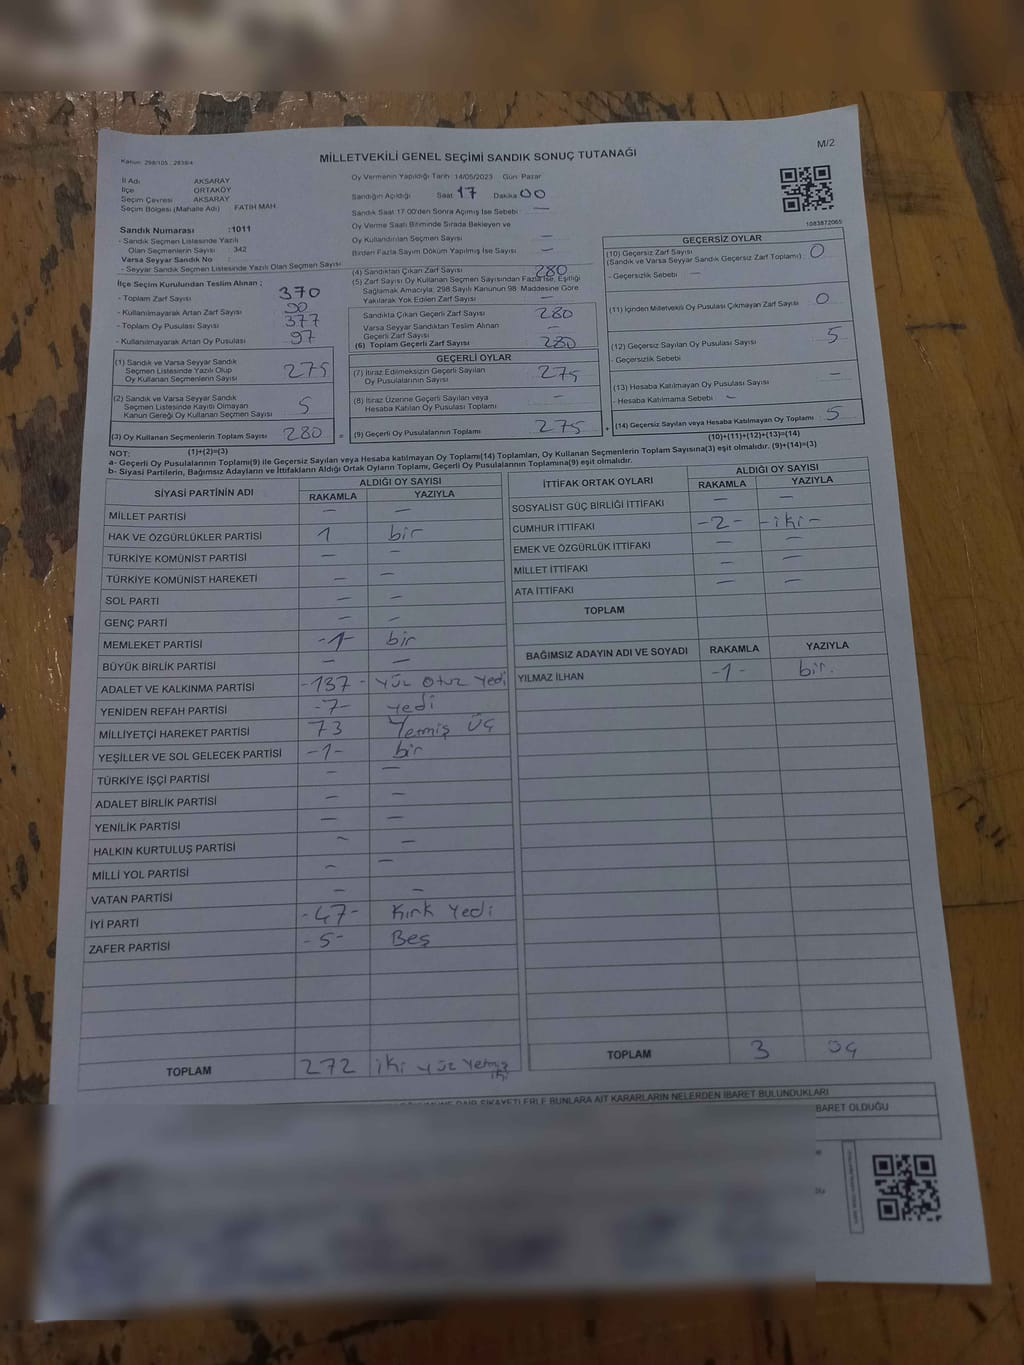 M/2
Kanun: 298/105 : 2839/4
MİLLETVEKİLİ GENEL SEÇİMİ SANDIK SONUÇ TUTANAĞI
İl Adı AKSARAY
İlçe ORTAKÖY
Seçim Çevresi AKSARAY
Seçim Bölgesi (Mahalle Adı) FATİH MAH.
Sandık Numarası :1011
- Sandık Seçmen Listesinde Yazılı
Olan Seçmenlerin Sayısı : 342
Varsa Seyyar Sandık No :
- Seyyar Sandık Seçmen Listesinde Yazılı Olan Seçmen Sayısı
İlçe Seçim Kurulundan Teslim Alınan ;
- Toplam Zarf Sayısı : 370
- Kullanılmayarak Artan Zarf Sayısı : 90
- Toplam Oy Pusulası Sayısı : 377
- Kullanılmayarak Artan Oy Pusulası : 97
(1) Sandık ve Varsa Seyyar Sandık
Seçmen Listesinde Yazılı Olup
Oy Kullanan Seçmenlerin Sayısı : 275
(2) Sandık ve Varsa Seyyar Sandık
Seçmen Listesinde Kayıtlı Olmayan
Kanun Gereği Oy Kullanan Seçmen Sayısı : 5
(3) Oy Kullanan Seçmenlerin Toplam Sayısı : 280 =
Oy Vermenin Yapıldığı Tarih :14/05/2023 Gün: Pazar
Sandığın Açıldığı Saat 17 Dakika 00
Sandık Saat 17:00'den Sonra Açılmış İse Sebebi : —
Oy Verme Saati Bitiminde Sırada Bekleyen ve
Oy Kullandırılan Seçmen Sayısı : —
Birden Fazla Sayım Döküm Yapılmış İse Sayısı : —
(4) Sandıktan Çıkan Zarf Sayısı : 280
(5) Zarf Sayısı Oy Kullanan Seçmen Sayısından Fazla İse, Eşitliği
Sağlamak Amacıyla; 298 Sayılı Kanunun 98. Maddesine Göre
Yakılarak Yok Edilen Zarf Sayısı : —
Sandıkta Çıkan Geçerli Zarf Sayısı : 280
Varsa Seyyar Sandıktan Teslim Alınan
Geçerli Zarf Sayısı : —
(6) Toplam Geçerli Zarf Sayısı : 280
GEÇERLİ OYLAR
(7) İtiraz Edilmeksizin Geçerli Sayılan
Oy Pusulalarının Sayısı : 275
(8) İtiraz Üzerine Geçerli Sayılan veya
Hesaba Katılan Oy Pusulası Toplamı : —
(9) Geçerli Oy Pusulalarının Toplamı : 275 +
1083872065
GEÇERSİZ OYLAR
(10) Geçersiz Zarf Sayısı
(Sandık ve Varsa Seyyar Sandık Geçersiz Zarf Toplamı) : 0
- Geçersizlik Sebebi : —
(11) İçinden Milletvekili Oy Pusulası Çıkmayan Zarf Sayısı : 0
(12) Geçersiz Sayılan Oy Pusulası Sayısı : 5
- Geçersizlik Sebebi
(13) Hesaba Katılmayan Oy Pusulası Sayısı : —
- Hesaba Katılmama Sebebi : —
(14) Geçersiz Sayılan veya Hesaba Katılmayan Oy Toplamı : 5
NOT: (1)+(2)=(3) (10)+(11)+(12)+(13)=(14)
a- Geçerli Oy Pusulalarının Toplamı(9) ile Geçersiz Sayılan veya Hesaba katılmayan Oy Toplamı(14) Toplamları, Oy Kullanan Seçmenlerin Toplam Sayısına(3) eşit olmalıdır. (9)+(14)=(3)
b- Siyasi Partilerin, Bağımsız Adayların ve İttifakların Aldığı Ortak Oyların Toplamı, Geçerli Oy Pusulalarının Toplamına(9) eşit olmalıdır.
SİYASİ PARTİNİN ADI ALDIĞI OY SAYISI
RAKAMLA YAZIYLA
MİLLET PARTİSİ — —
HAK VE ÖZGÜRLÜKLER PARTİSİ 1 bir
TÜRKİYE KOMÜNİST PARTİSİ — —
TÜRKİYE KOMÜNİST HAREKETİ — —
SOL PARTİ — —
GENÇ PARTİ — —
MEMLEKET PARTİSİ -1- bir
BÜYÜK BİRLİK PARTİSİ — —
ADALET VE KALKINMA PARTİSİ -137- Yüz Otuz Yedi
YENİDEN REFAH PARTİSİ -7- yedi
MİLLİYETÇİ HAREKET PARTİSİ 73 Yetmiş Üç
YEŞİLLER VE SOL GELECEK PARTİSİ -1- bir
TÜRKİYE İŞÇİ PARTİSİ — —
ADALET BİRLİK PARTİSİ — —
YENİLİK PARTİSİ — —
HALKIN KURTULUŞ PARTİSİ — —
MİLLİ YOL PARTİSİ — —
VATAN PARTİSİ — —
İYİ PARTİ -47- Kırk Yedi
ZAFER PARTİSİ -5- Beş
TOPLAM 272 iki yüz Yetmiş
iki
İTTİFAK ORTAK OYLARI ALDIĞI OY SAYISI
RAKAMLA YAZIYLA
SOSYALİST GÜÇ BİRLİĞİ İTTİFAKI — —
CUMHUR İTTİFAKI -2- -iki-
EMEK VE ÖZGÜRLÜK İTTİFAKI — —
MİLLET İTTİFAKI — —
ATA İTTİFAKI — —
TOPLAM
BAĞIMSIZ ADAYIN ADI VE SOYADI RAKAMLA YAZIYLA
YILMAZ İLHAN -1- bir.
TOPLAM 3 üç
DAİR ŞİKAYETLERLE BUNLARA AİT KARARLARIN NELERDEN İBARET BULUNDUKLARI
BARET OLDUĞU